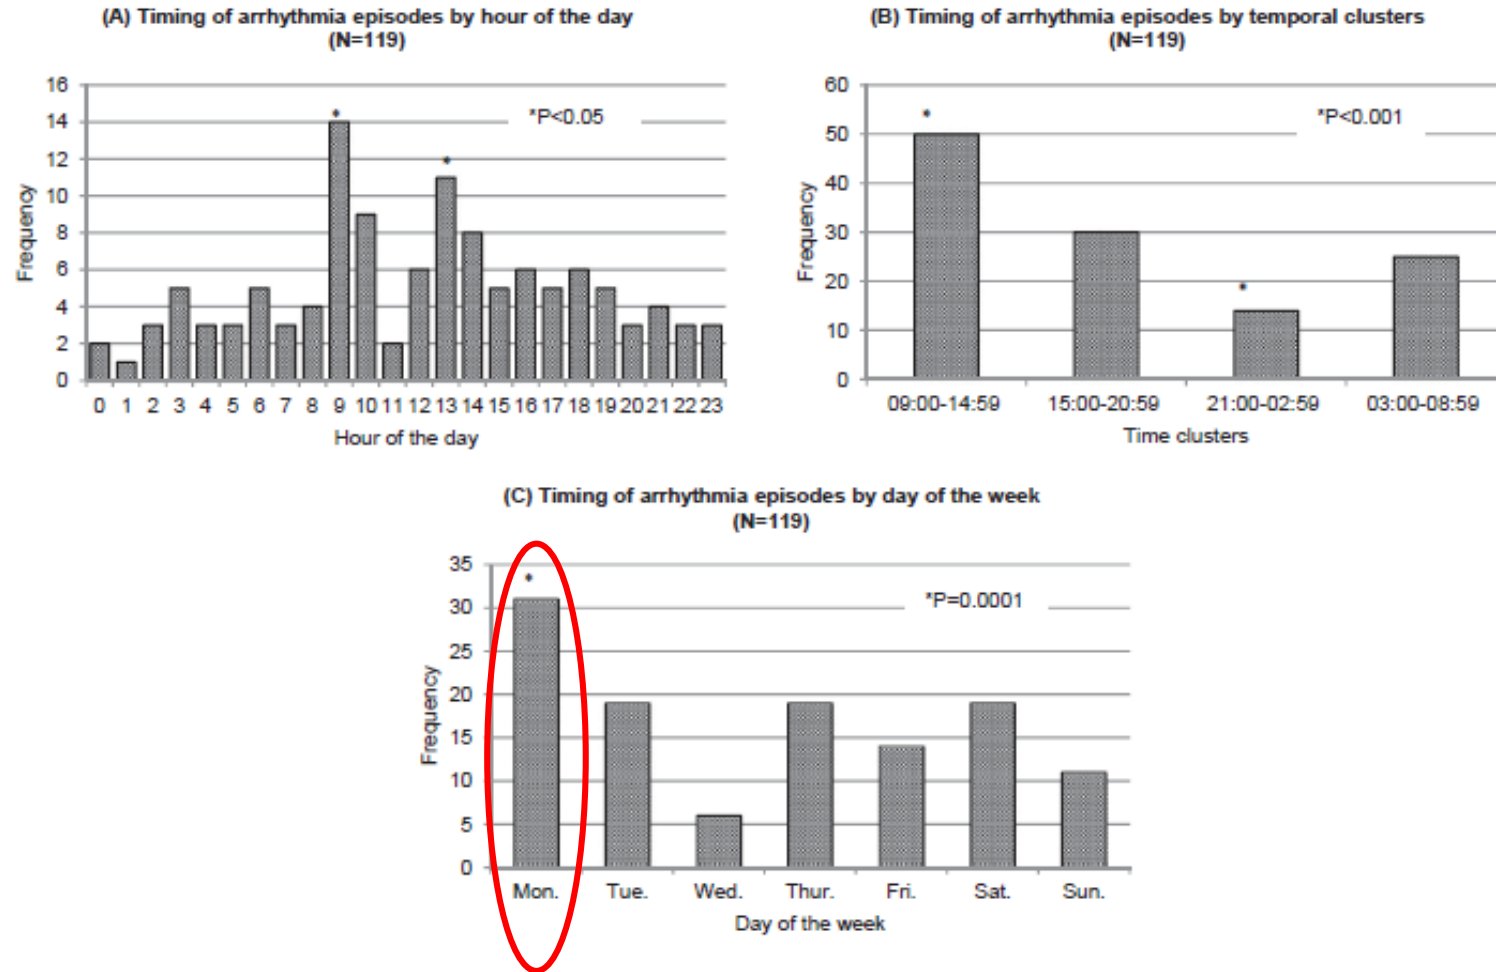 (A) Timing of arrhythmia episodes by hour of the day
(N=119)
16
14
12
10
8
6
4
2
0
*
*
*P<0.05
Frequency
0 1 2 3 4 5 6 7 8 9 10 11 12 13 14 15 16 17 18 19 20 21 22 23
Hour of the day
(B) Timing of arrhythmia episodes by temporal clusters
(N=119)
60
50
40
30
20
10
0
*
*
*P<0.001
Frequency
09:00-14:59 15:00-20:59 21:00-02:59 03:00-08:59
Time clusters
(C) Timing of arrhythmia episodes by day of the week
(N=119)
35
30
25
20
15
10
5
0
*
*P=0.0001
Frequency
Mon. Tue. Wed. Thur. Fri. Sat. Sun.
Day of the week